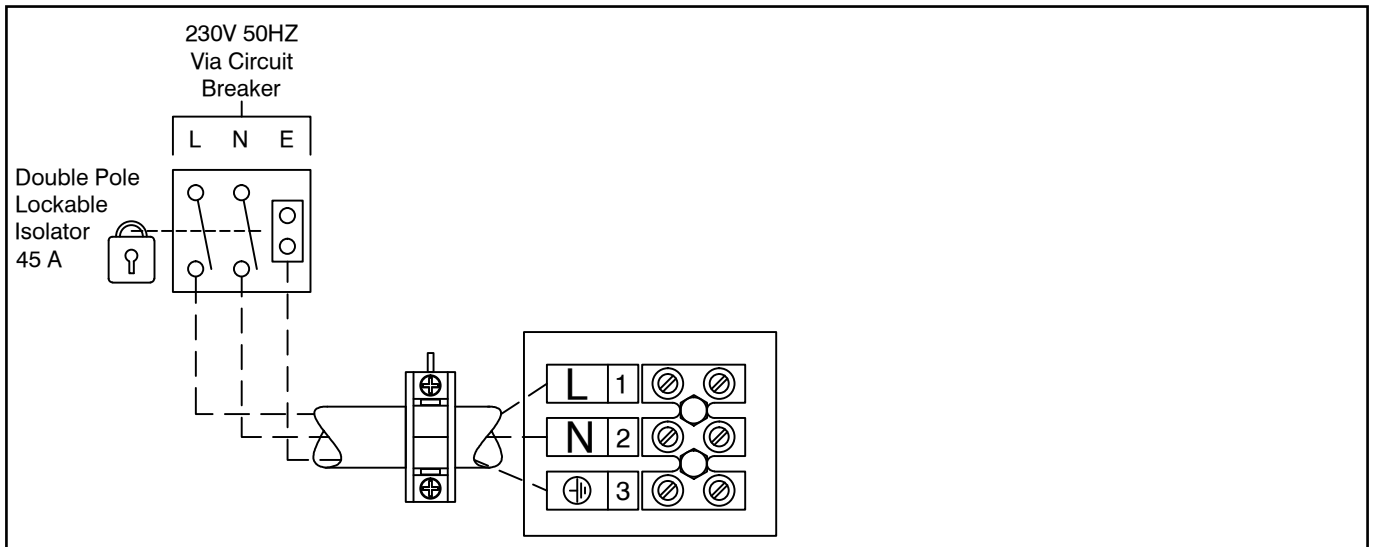 230V 50HZ
Via Circuit
Breaker
L N E
Double Pole
Lockable
Isolator
45 A
L 1
N 2
3